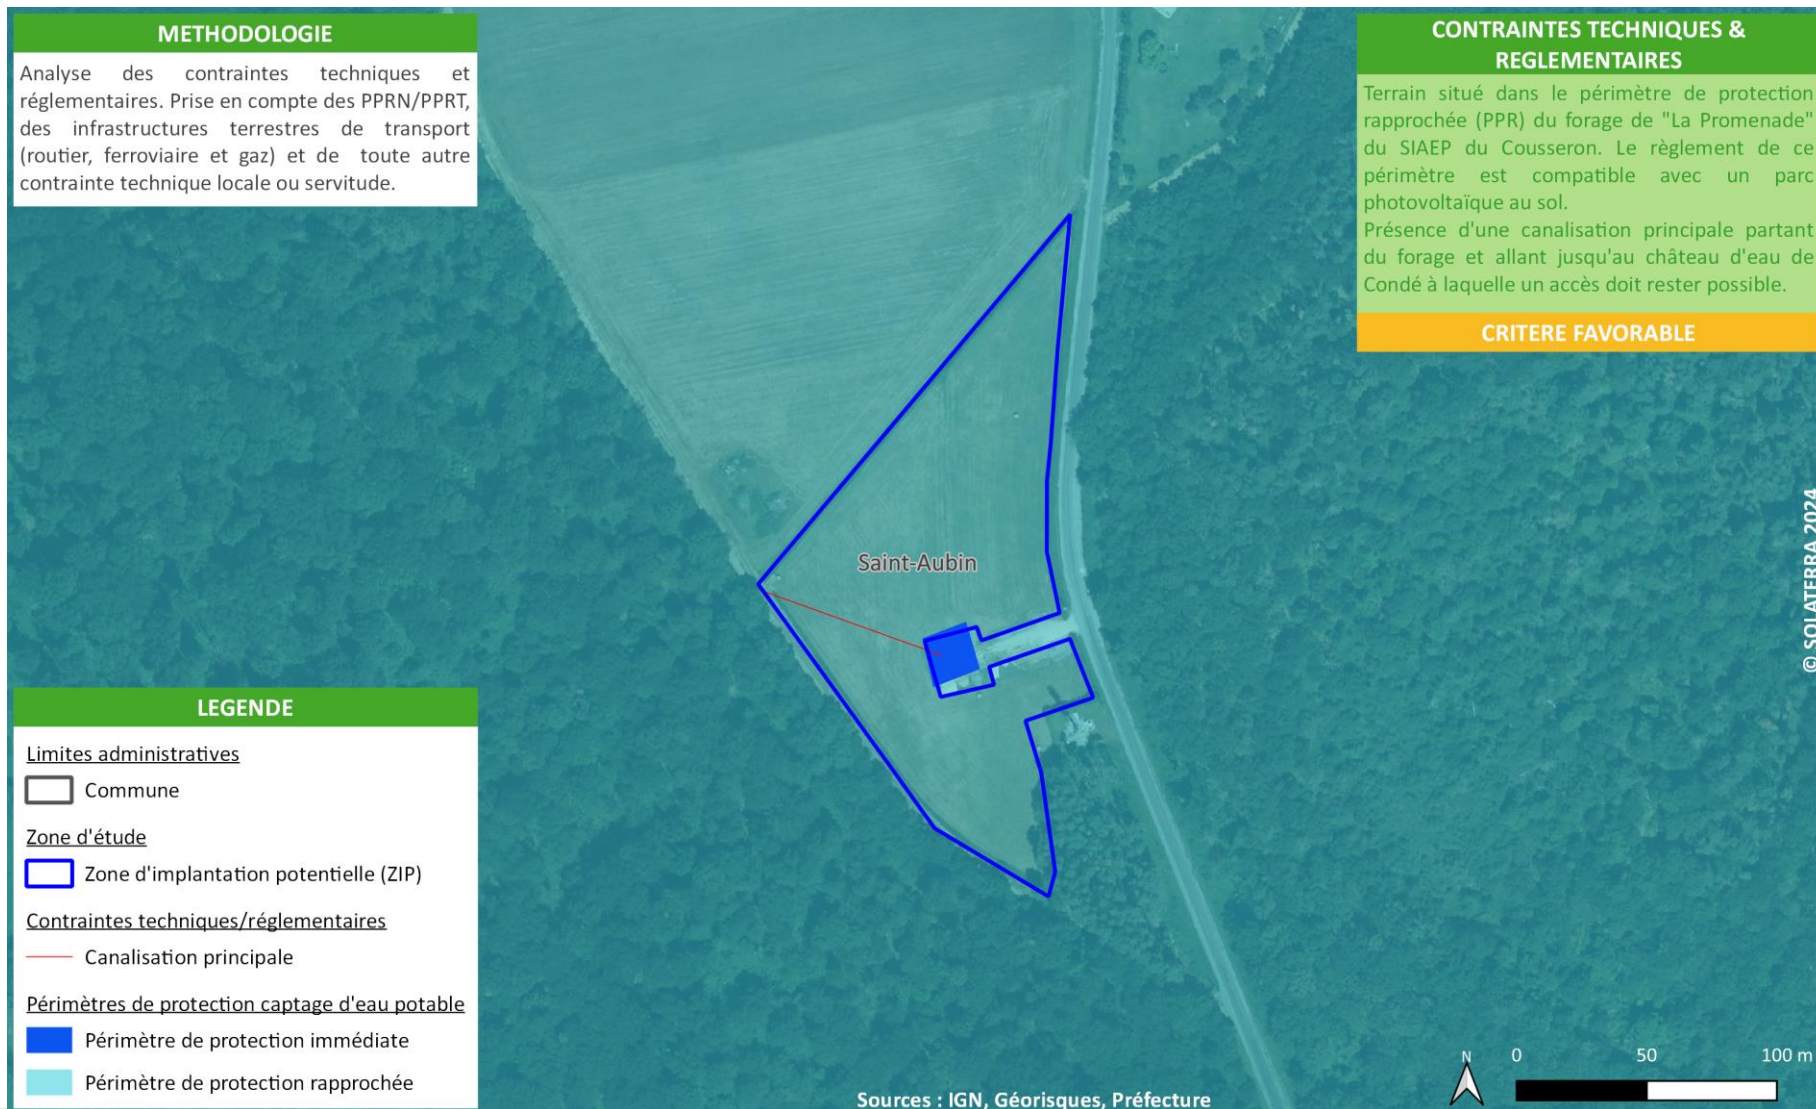 METHODOLOGIE
Analyse des contraintes techniques et
réglementaires. Prise en compte des PPRN/PPRT,
des infrastructures terrestres de transport
(routier, ferroviaire et gaz) et de toute autre
contrainte technique locale ou servitude.
CONTRAINTES TECHNIQUES &
REGLEMENTAIRES
Terrain situé dans le périmètre de protection
rapprochée (PPR) du forage de "La Promenade"
du SIAEP du Cousseron. Le règlement de ce
périmètre est compatible avec un parc
photovoltaïque au sol.
Présence d'une canalisation principale partant
du forage et allant jusqu'au château d'eau de
Condé à laquelle un accès doit rester possible.
CRITERE FAVORABLE
Saint-Aubin
© SOLATERRA 2024
LEGENDE
Limites administratives
Commune
Zone d'étude
Zone d'implantation potentielle (ZIP)
Contraintes techniques/réglementaires
Canalisation principale
Périmètres de protection captage d'eau potable
Périmètre de protection immédiate
Périmètre de protection rapprochée
Sources : IGN, Géorisques, Préfecture
N
0 50 100 m